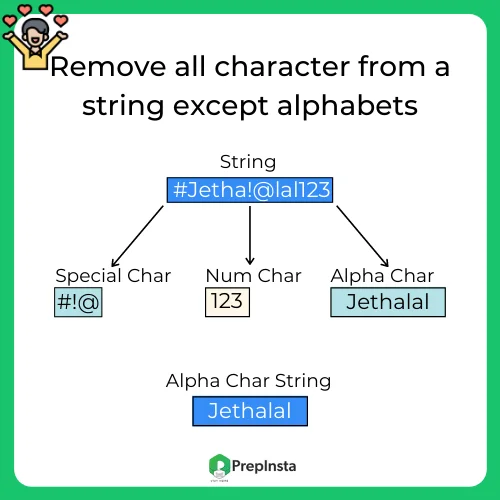 Remove all character from a
string except alphabets
String
#Jetha!@lal123
Special Char
Num Char
Alpha Char
#!@
123
Jethalal
Alpha Char String
Jethalal
PrepInsta